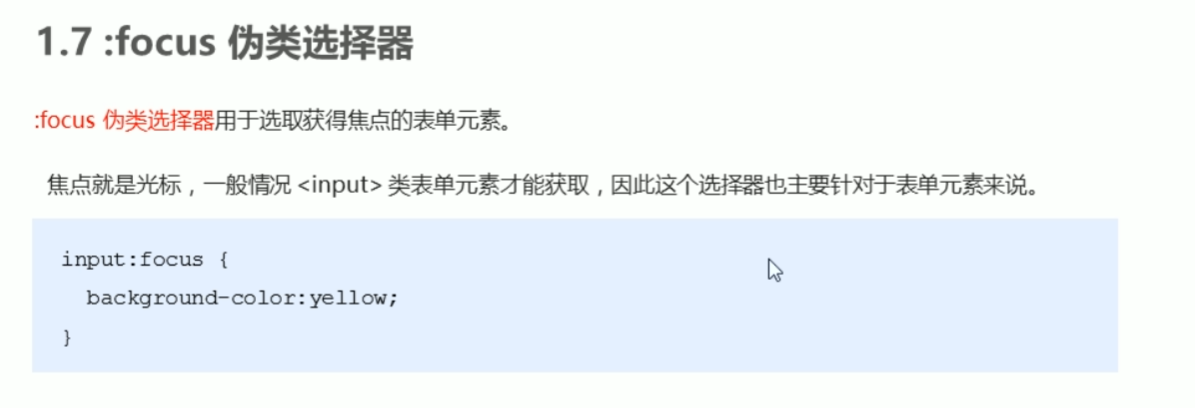 1.7 :focus 伪类选择器
:focus 伪类选择器用于选取获得焦点的表单元素。
焦点就是光标，一般情况 <input> 类表单元素才能获取，因此这个选择器也主要针对于表单元素来说。
input:focus {
  background-color:yellow;
}